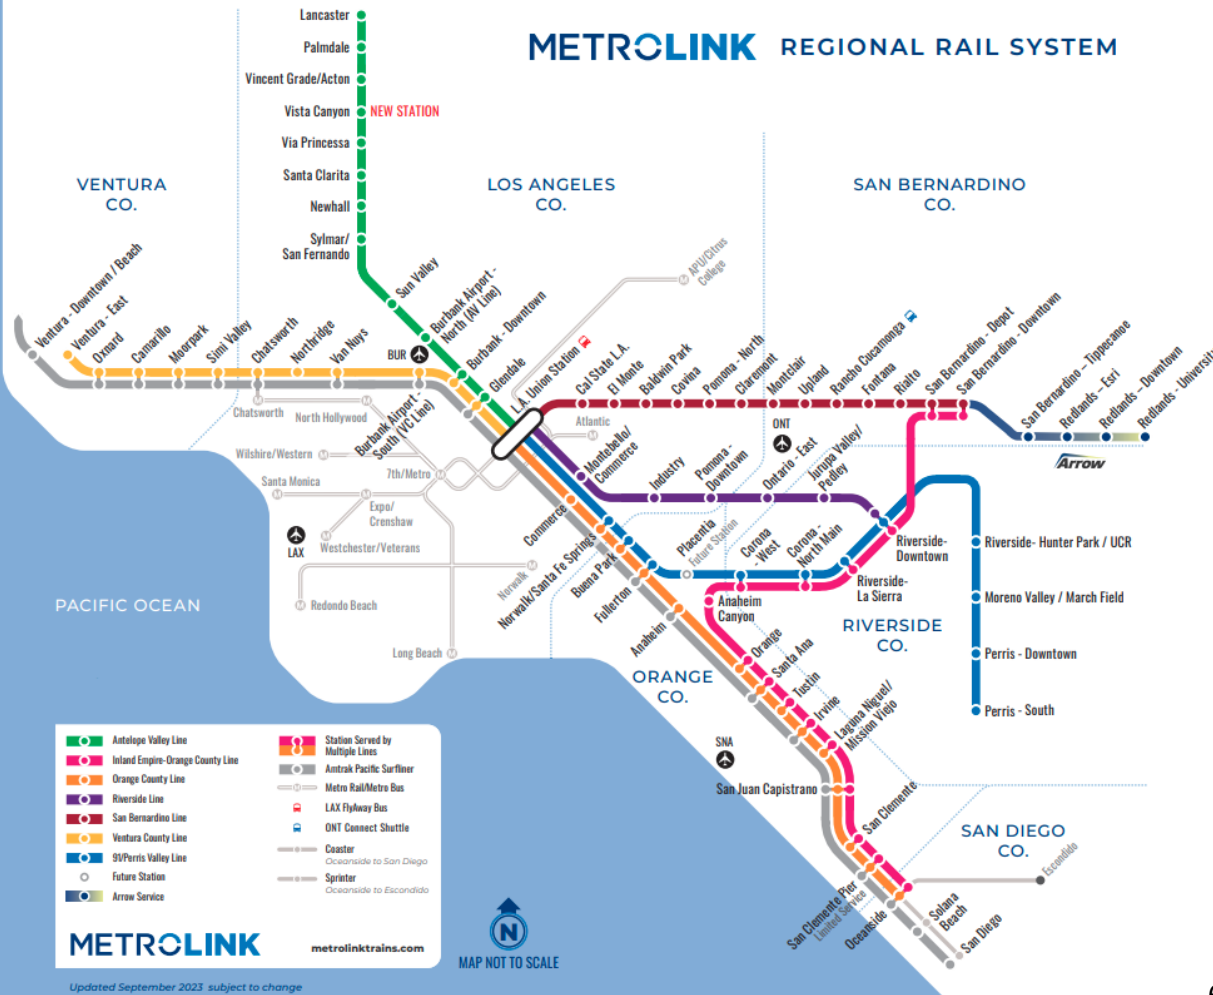 METROLINK REGIONAL RAIL SYSTEM
Lancaster
Palmdale
Vincent Grade/Acton
Vista Canyon
NEW STATION
Via Princessa
Santa Clarita
Newhall
Sylmar/
San Fernando
VENTURA
CO.
LOS ANGELES
CO.
SAN BERNARDINO
CO.
Ventura - Downtown / Beach
Ventura - East
Oxnard
Camarillo
Moorpark
Simi Valley
Chatsworth
Northridge
Van Nuys
BUR
Sun Valley
Burbank Airport -
North (AV Line)
Burbank - Downtown
Glendale
L.A. Union Station
Burbank Airport -
South (VC Line)
M
APU/Citrus
College
M
Chatsworth
M
North Hollywood
Wilshire/Western
M
7th/Metro
M
Santa Monica
M
M
Expo/
Crenshaw
LAX
M
Westchester/Veterans
M
Redondo Beach
M
Norwalk
Long Beach
M
Atlantic
M
Cal State L.A.
El Monte
Baldwin Park
Covina
Pomona - North
Claremont
Montclair
Upland
Rancho Cucamonga
Fontana
Rialto
San Bernardino - Depot
San Bernardino - Downtown
San Bernardino - Tippecanoe
Redlands - Esri
Redlands - Downtown
Redlands - Universit
Arrow
ONT
Montebello/
Commerce
Industry
Pomona -
Downtown
Ontario - East
Jurupa Valley/
Pedley
Riverside-
Downtown
Commerce
Norwalk/Santa Fe Springs
Buena Park
Fullerton
Anaheim
Placentia
Future Station
Corona
- West
Corona -
North Main
Riverside-
La Sierra
Riverside- Hunter Park / UCR
Moreno Valley / March Field
Perris - Downtown
Perris - South
RIVERSIDE
CO.
Anaheim
Canyon
Orange
Santa Ana
Tustin
Irvine
Laguna Niguel/
Mission Viejo
ORANGE
CO.
SNA
San Juan Capistrano
San Clemente
San Clemente Pier
Limited Service
Oceanside
SAN DIEGO
CO.
Escondido
Solana
Beach
San Diego
PACIFIC OCEAN
Antelope Valley Line
Inland Empire-Orange County Line
Orange County Line
Riverside Line
San Bernardino Line
Ventura County Line
91/Perris Valley Line
Future Station
Arrow Service
Station Served by
Multiple Lines
Amtrak Pacific Surfliner
M
Metro Rail/Metro Bus
LAX FlyAway Bus
ONT Connect Shuttle
Coaster
Oceanside to San Diego
Sprinter
Oceanside to Escondido
METROLINK
metrolinktrains.com
N
MAP NOT TO SCALE
Updated September 2023 subject to change